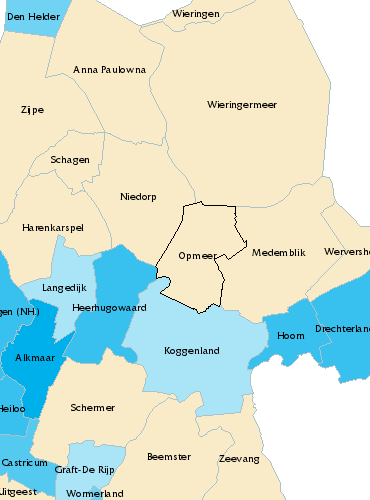 Den Helder
Wieringen
Anna Paulowna
Wieringermeer
Zijpe
Schagen
Niedorp
Harenkarspel
Opmeer
Medemblik
Werversho
Langedijk
Heerhugowaard
gen (NH.)
Drechterland
Hoorn
Koggenland
Alkmaar
Heiloo
Schermer
Beemster
Zeevang
Castricum
Graft-De Rijp
Uitgeest
Wormerland